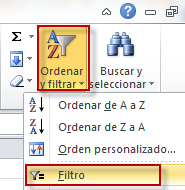 Ordenar y filtrar
Buscar y seleccionar
Ordenar de A a Z
Ordenar de Z a A
Orden personalizado...
Filtro